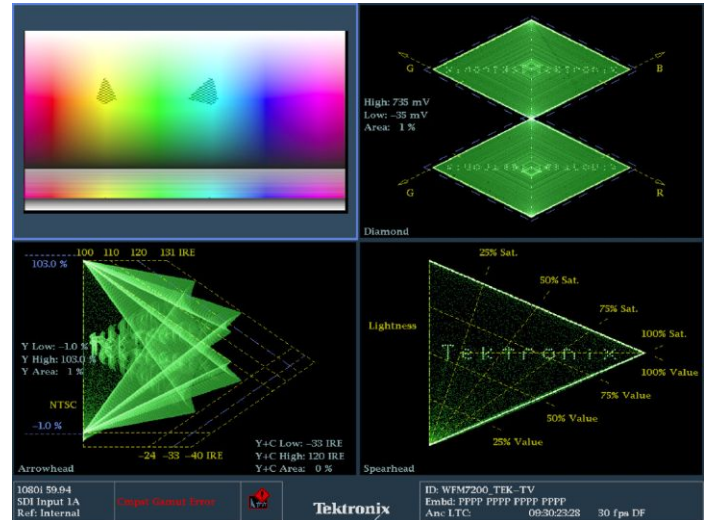 G
B
High: 735 mV
Low: -35 mV
Area: 1 %
G
R
Diamond
100 110 120 131 IRE
103.0 %
Y Low: -1.0 %
Y High: 103.0 %
Y Area: 1 %
NTSC
-1.0 %
-24 -33 -40 IRE
Y+C Low: -33 IRE
Y+C High: 120 IRE
Y+C Area: 0 %
Arrowhead
25% Sat.
50% Sat.
75% Sat.
Lightness
100% Sat.
Tektronix
100% Value
75% Value
50% Value
25% Value
Spearhead
1080i 59.94
SDI Input 1A
Ref: Internal
Cmpst Gamut Error
Tektronix
ID: WFM7200_TEK-TV
Embd: PPPP PPPP PPPP PPPP
Anc LTC: 09:30:23:28 30 fps DF